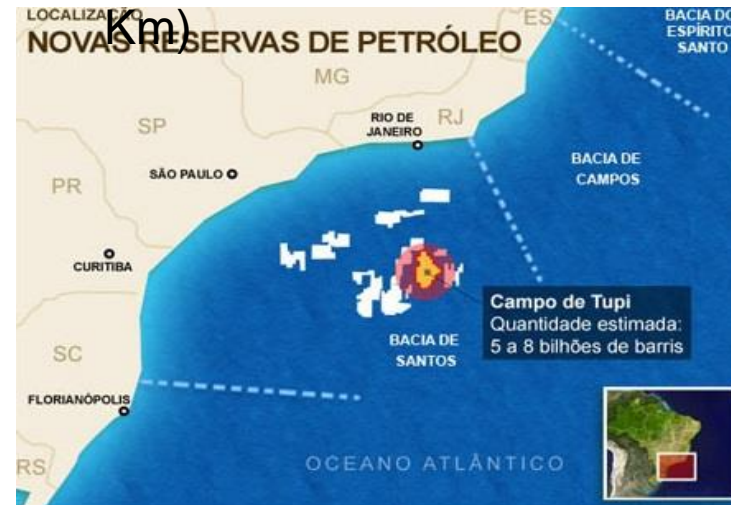 LOCALIZAÇÃO
Km)
NOVAS RESERVAS DE PETRÓLEO
ES
BACIA DO
ESPÍRITO
SANTO
MG
SP
RIO DE
JANEIRO
RJ
BACIA DE
CAMPOS
SÃO PAULO
PR
CURITIBA
Campo de Tupi
Quantidade estimada:
5 a 8 bilhões de barris
BACIA DE
SANTOS
SC
FLORIANÓPOLIS
RS
OCEANO ATLÂNTICO